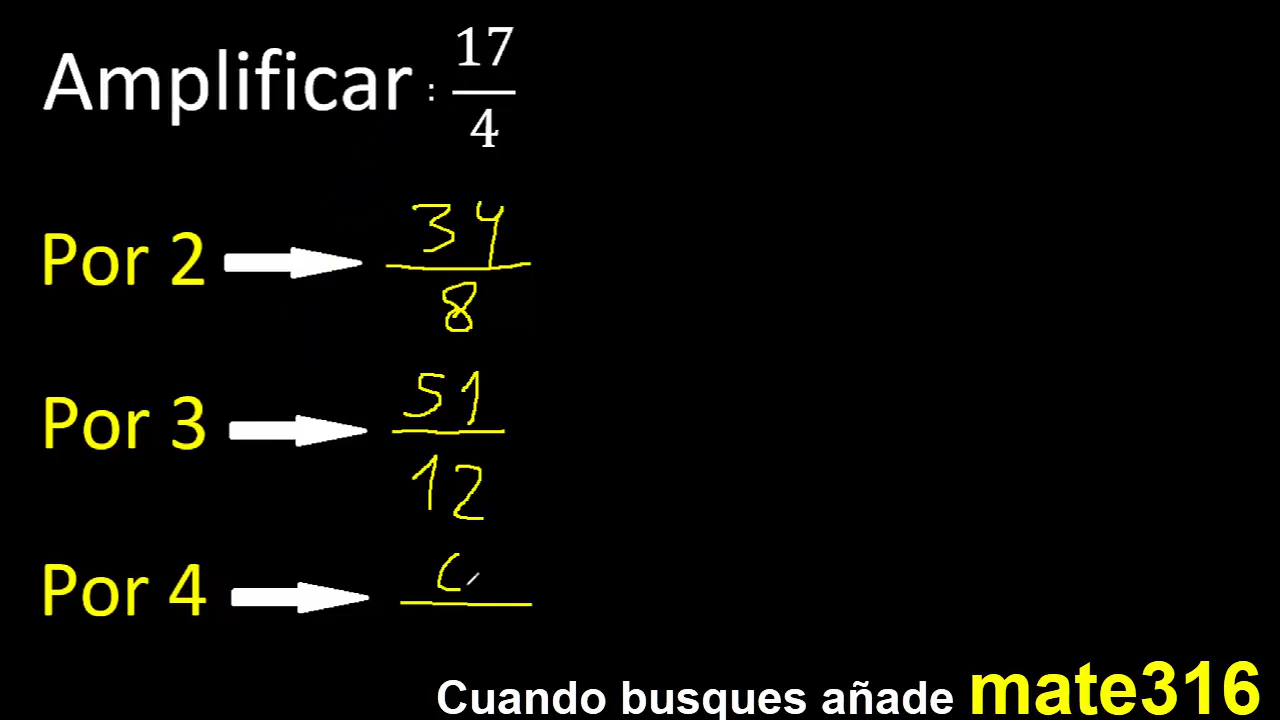 Amplificar : 17/4
Por 2 → 34/8
Por 3 → 51/12
Por 4 →
Cuando busques añade mate316